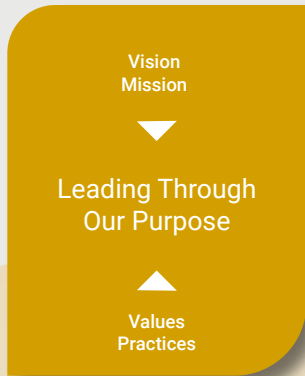 Vision
Mission
Leading Through
Our Purpose
Values
Practices